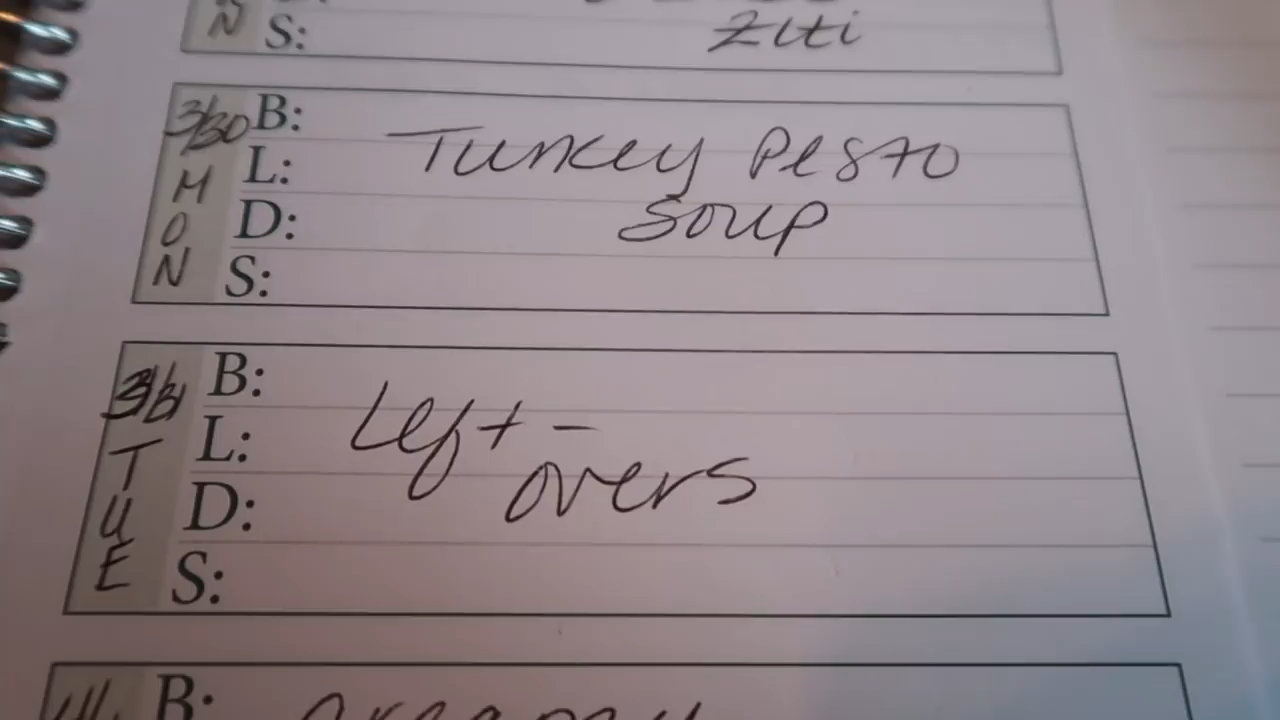 N S: Ziti
3/30 B:
Turkey Pesto
L:
M
Soup
D:
O
N S:
3/31 B:
Left-
L:
T
overs
D:
U
E S:
B: